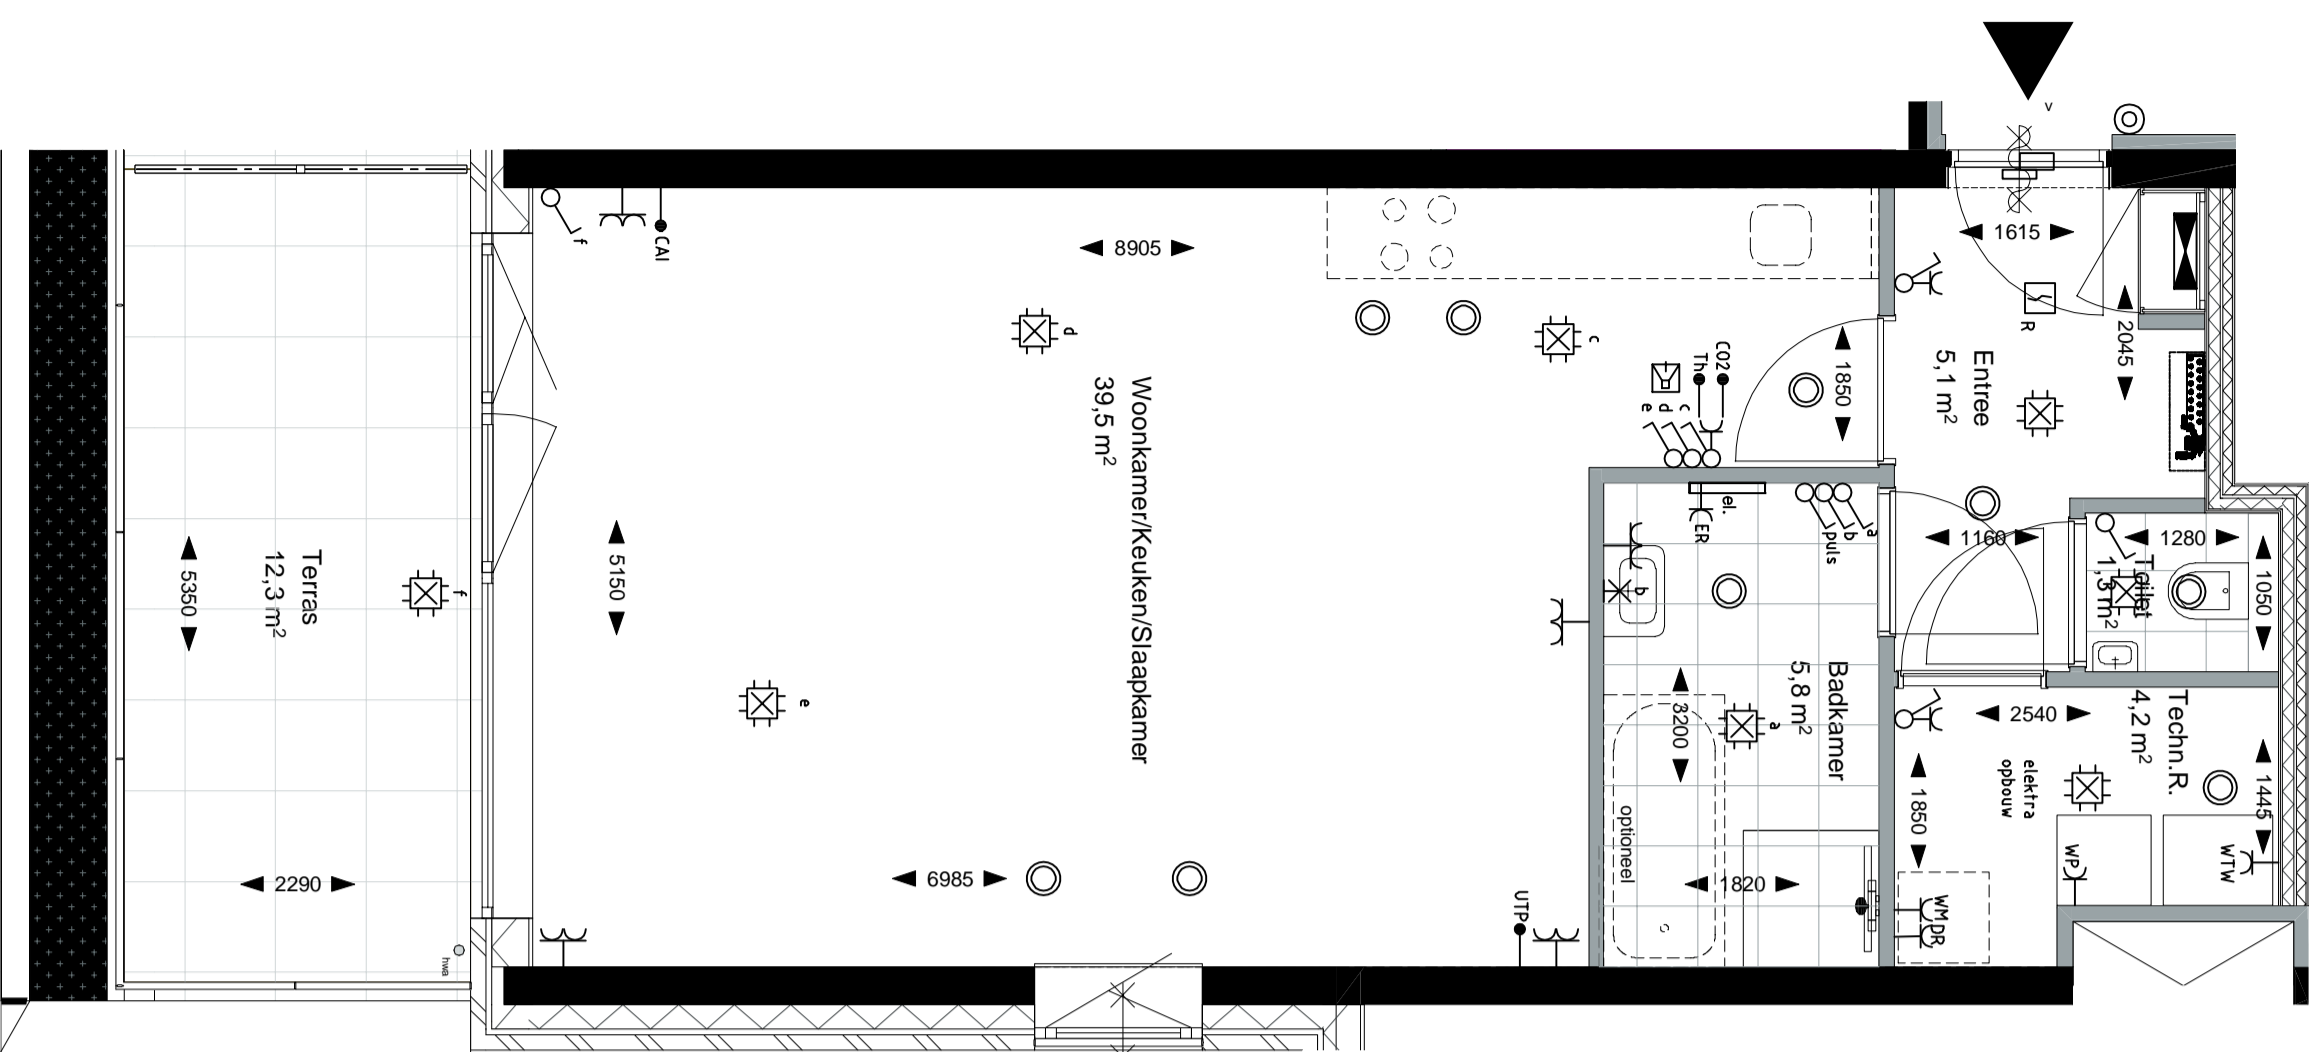 v
1615
R
2045
Entree
5,1 m²
f
CAI
8905
d
c
CO2
Th
c
d
e
1850
Woonkamer/Keuken/Slaapkamer
39,5 m²
el.
ER
a
b
puls
1160
1280
Toilet
1,3 m²
1050
Terras
12,3 m²
5350
f
5150
b
e
Badkamer
5,8 m²
3200
a
optioneel
1820
2540
Techn.R.
4,2 m²
elektra
opbouw
1850
1445
WP
WTW
WM
DR
2290
6985
UTP
hwa